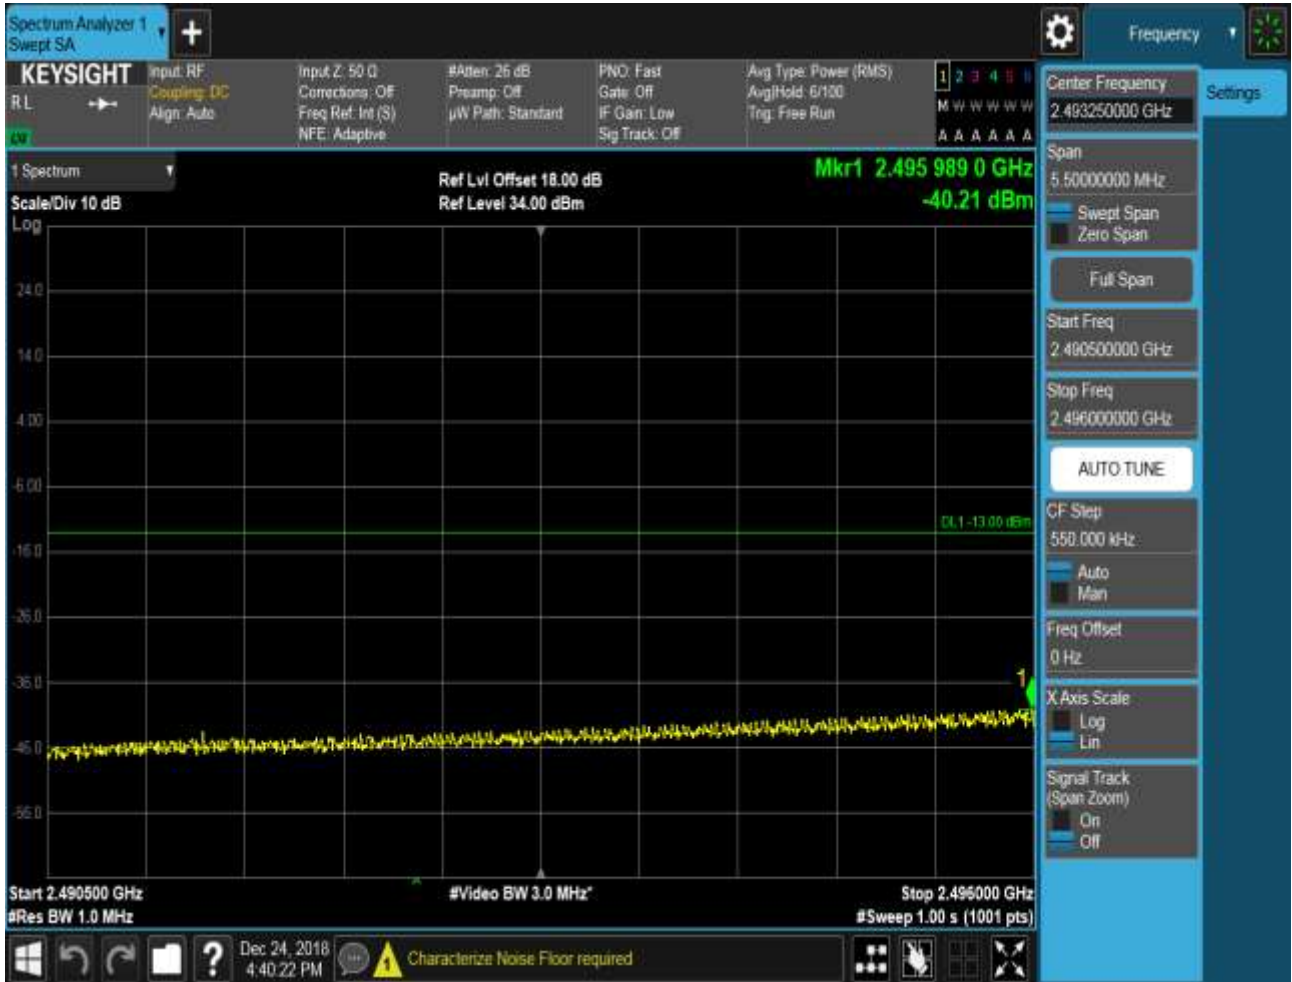 Spectrum Analyzer 1
Swept SA
Frequency
KEYSIGHT
R L
Input: RF
Coupling: DC
Align: Auto
Input Z: 50 Ω
Corrections: Off
Freq Ref: Int (S)
NFE: Adaptive
#Atten: 26 dB
Preamp: Off
µW Path: Standard
PNO: Fast
Gate: Off
IF Gain: Low
Sig Track: Off
Avg Type: Power (RMS)
Avg|Hold: 6/100
Trig: Free Run
1 2 3 4 5 6
M W W W W W
A A A A A A
1 Spectrum
Scale/Div 10 dB
Log
Ref Lvl Offset 18.00 dB
Ref Level 34.00 dBm
Mkr1 2.495 989 0 GHz
-40.21 dBm
24.0
14.0
4.00
-6.00
-16.0
-26.0
-36.0
-46.0
-56.0
DL1 -13.00 dBm
1
Start 2.490500 GHz
#Res BW 1.0 MHz
#Video BW 3.0 MHz*
Stop 2.496000 GHz
#Sweep 1.00 s (1001 pts)
Center Frequency
2.493250000 GHz
Settings
Span
5.50000000 MHz
Swept Span
Zero Span
Full Span
Start Freq
2.490500000 GHz
Stop Freq
2.496000000 GHz
AUTO TUNE
CF Step
550.000 kHz
Auto
Man
Freq Offset
0 Hz
X Axis Scale
Log
Lin
Signal Track
(Span Zoom)
On
Off
?
Dec 24, 2018
4:40:22 PM
1
Characterize Noise Floor required